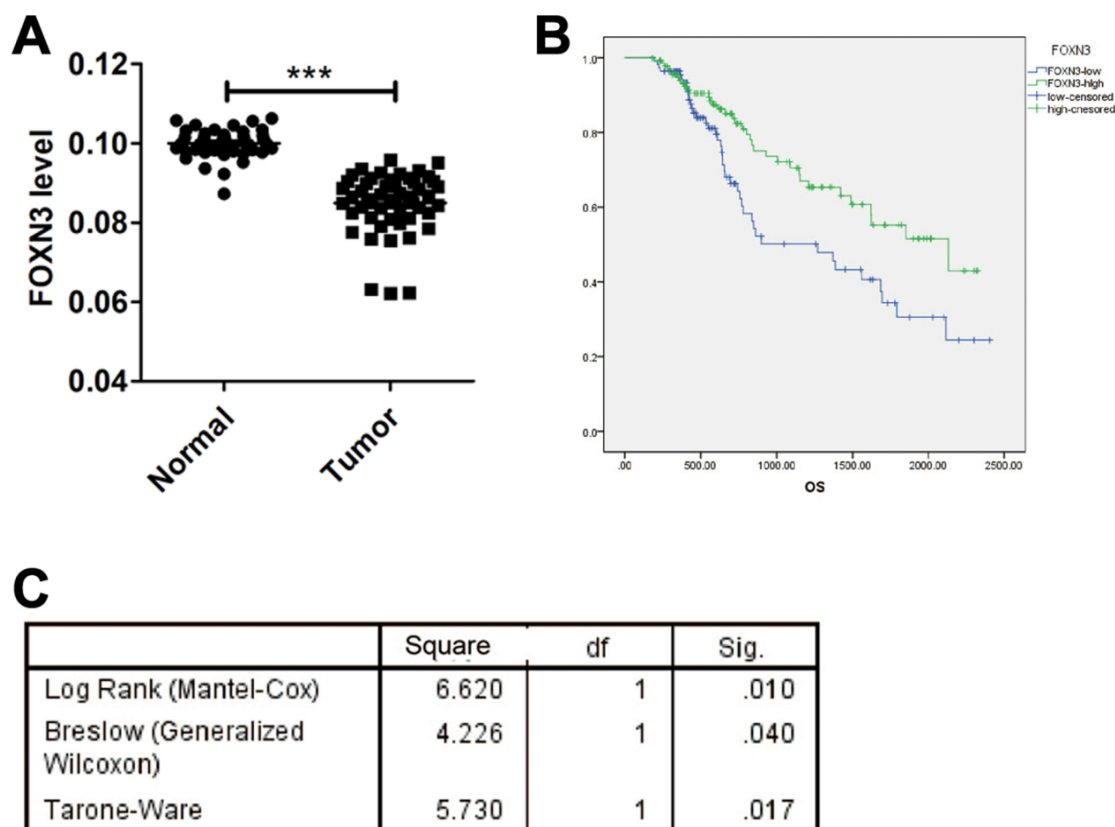 A
0.12
0.10
0.08
0.06
0.04
FOXN3 level
***
Normal
Tumor
B
FOXN3
FOXN3-low
FOXN3-high
low-censored
high-cnesored
1.0
0.8
0.6
0.4
0.2
0.0
.00 500.00 1000.00 1500.00 2000.00 2500.00
OS
C
Square df Sig.
Log Rank (Mantel-Cox) 6.620 1 .010
Breslow (Generalized 4.226 1 .040
Wilcoxon)
Tarone-Ware 5.730 1 .017